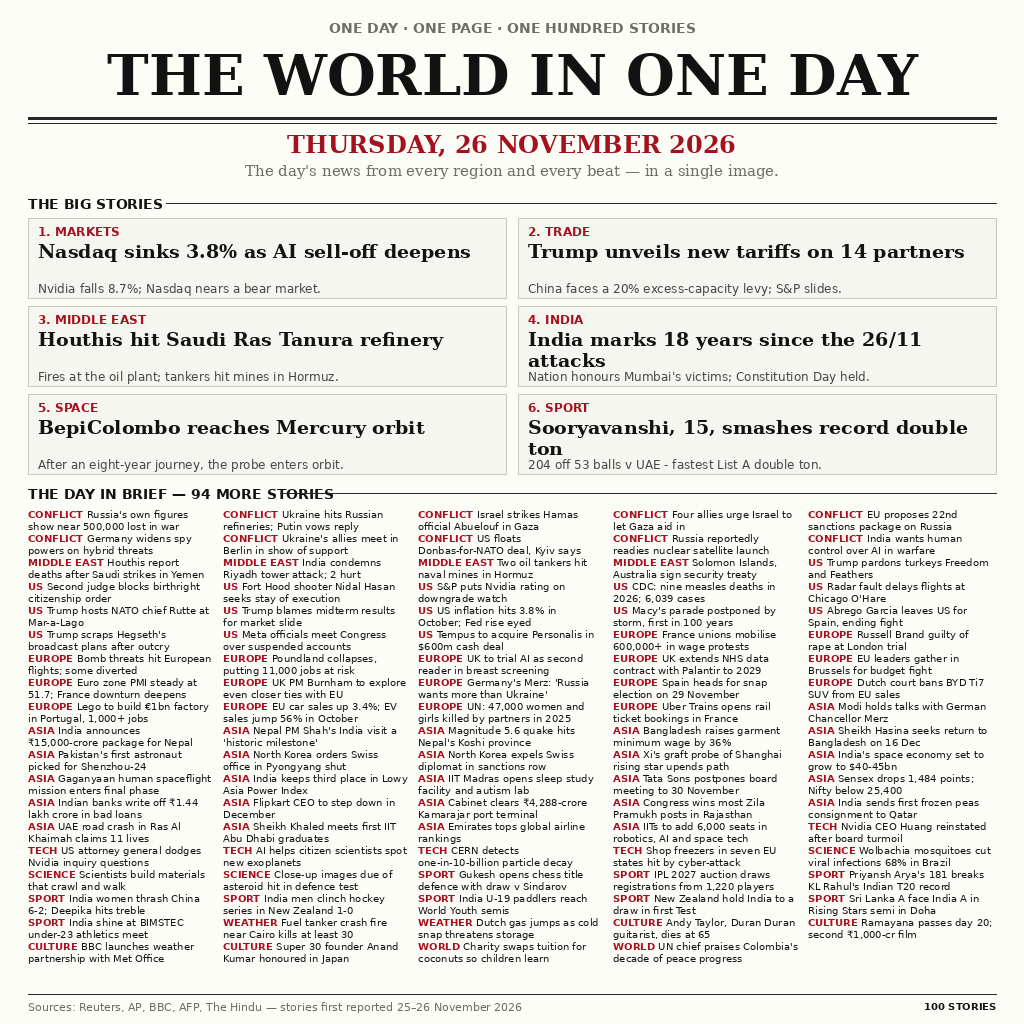 ONE DAY · ONE PAGE · ONE HUNDRED STORIES
THE WORLD IN ONE DAY
THURSDAY, 26 NOVEMBER 2026
The day's news from every region and every beat — in a single image.
THE BIG STORIES
1. MARKETS
Nasdaq sinks 3.8% as AI sell-off deepens
Nvidia falls 8.7%; Nasdaq nears a bear market.
2. TRADE
Trump unveils new tariffs on 14 partners
China faces a 20% excess-capacity levy; S&P slides.
3. MIDDLE EAST
Houthis hit Saudi Ras Tanura refinery
Fires at the oil plant; tankers hit mines in Hormuz.
4. INDIA
India marks 18 years since the 26/11
attacks
Nation honours Mumbai's victims; Constitution Day held.
5. SPACE
BepiColombo reaches Mercury orbit
After an eight-year journey, the probe enters orbit.
6. SPORT
Sooryavanshi, 15, smashes record double
ton
204 off 53 balls v UAE - fastest List A double ton.
THE DAY IN BRIEF — 94 MORE STORIES
CONFLICT Russia's own figures
show near 500,000 lost in war
CONFLICT Germany widens spy
powers on hybrid threats
MIDDLE EAST Houthis report
deaths after Saudi strikes in Yemen
US Second judge blocks birthright
citizenship order
US Trump hosts NATO chief Rutte at
Mar-a-Lago
US Trump scraps Hegseth's
broadcast plans after outcry
EUROPE Bomb threats hit European
flights; some diverted
EUROPE Euro zone PMI steady at
51.7; France downturn deepens
EUROPE Lego to build €1bn factory
in Portugal, 1,000+ jobs
ASIA India announces
₹15,000-crore package for Nepal
ASIA Pakistan's first astronaut
picked for Shenzhou-24
ASIA Gaganyaan human spaceflight
mission enters final phase
ASIA Indian banks write off ₹1.44
lakh crore in bad loans
ASIA UAE road crash in Ras Al
Khaimah claims 11 lives
TECH US attorney general dodges
Nvidia inquiry questions
SCIENCE Scientists build materials
that crawl and walk
SPORT India women thrash China
6-2; Deepika hits treble
SPORT India shine at BIMSTEC
under-23 athletics meet
CULTURE BBC launches weather
partnership with Met Office
CONFLICT Ukraine hits Russian
refineries; Putin vows reply
CONFLICT Ukraine's allies meet in
Berlin in show of support
MIDDLE EAST India condemns
Riyadh tower attack; 2 hurt
US Fort Hood shooter Nidal Hasan
seeks stay of execution
US Trump blames midterm results
for market slide
US Meta officials meet Congress
over suspended accounts
EUROPE Poundland collapses,
putting 11,000 jobs at risk
EUROPE UK PM Burnham to explore
even closer ties with EU
EUROPE EU car sales up 3.4%; EV
sales jump 56% in October
ASIA Nepal PM Shah's India visit a
'historic milestone'
ASIA North Korea orders Swiss
office in Pyongyang shut
ASIA India keeps third place in Lowy
Asia Power Index
ASIA Flipkart CEO to step down in
December
ASIA Sheikh Khaled meets first IIT
Abu Dhabi graduates
TECH AI helps citizen scientists spot
new exoplanets
SCIENCE Close-up images due of
asteroid hit in defence test
SPORT India men clinch hockey
series in New Zealand 1-0
WEATHER Fuel tanker crash fire
near Cairo kills at least 30
CULTURE Super 30 founder Anand
Kumar honoured in Japan
CONFLICT Israel strikes Hamas
official Abuelouf in Gaza
CONFLICT US floats
Donbas-for-NATO deal, Kyiv says
MIDDLE EAST Two oil tankers hit
naval mines in Hormuz
US S&P puts Nvidia rating on
downgrade watch
US US inflation hits 3.8% in
October; Fed rise eyed
US Tempus to acquire Personalis in
$600m cash deal
EUROPE UK to trial AI as second
reader in breast screening
EUROPE Germany's Merz: 'Russia
wants more than Ukraine'
EUROPE UN: 47,000 women and
girls killed by partners in 2025
ASIA Magnitude 5.6 quake hits
Nepal's Koshi province
ASIA North Korea expels Swiss
diplomat in sanctions row
ASIA IIT Madras opens sleep study
facility and autism lab
ASIA Cabinet clears ₹4,288-crore
Kamarajar port terminal
ASIA Emirates tops global airline
rankings
TECH CERN detects
one-in-10-billion particle decay
SPORT Gukesh opens chess title
defence with draw v Sindarov
SPORT India U-19 paddlers reach
World Youth semis
WEATHER Dutch gas jumps as cold
snap threatens storage
WORLD Charity swaps tuition for
coconuts so children learn
CONFLICT Four allies urge Israel to
let Gaza aid in
CONFLICT Russia reportedly
readies nuclear satellite launch
MIDDLE EAST Solomon Islands,
Australia sign security treaty
US CDC: nine measles deaths in
2026; 6,039 cases
US Macy's parade postponed by
storm, first in 100 years
EUROPE France unions mobilise
600,000+ in wage protests
EUROPE UK extends NHS data
contract with Palantir to 2029
EUROPE Spain heads for snap
election on 29 November
EUROPE Uber Trains opens rail
ticket bookings in France
ASIA Bangladesh raises garment
minimum wage by 36%
ASIA Xi's graft probe of Shanghai
rising star upends path
ASIA Tata Sons postpones board
meeting to 30 November
ASIA Congress wins most Zila
Pramukh posts in Rajasthan
ASIA IITs to add 6,000 seats in
robotics, AI and space tech
TECH Shop freezers in seven EU
states hit by cyber-attack
SPORT IPL 2027 auction draws
registrations from 1,220 players
SPORT New Zealand hold India to a
draw in first Test
CULTURE Andy Taylor, Duran Duran
guitarist, dies at 65
WORLD UN chief praises Colombia's
decade of peace progress
CONFLICT EU proposes 22nd
sanctions package on Russia
CONFLICT India wants human
control over AI in warfare
US Trump pardons turkeys Freedom
and Feathers
US Radar fault delays flights at
Chicago O'Hare
US Abrego Garcia leaves US for
Spain, ending fight
EUROPE Russell Brand guilty of
rape at London trial
EUROPE EU leaders gather in
Brussels for budget fight
EUROPE Dutch court bans BYD Ti7
SUV from EU sales
ASIA Modi holds talks with German
Chancellor Merz
ASIA Sheikh Hasina seeks return to
Bangladesh on 16 Dec
ASIA India's space economy set to
grow to $40-45bn
ASIA Sensex drops 1,484 points;
Nifty below 25,400
ASIA India sends first frozen peas
consignment to Qatar
TECH Nvidia CEO Huang reinstated
after board turmoil
SCIENCE Wolbachia mosquitoes cut
viral infections 68% in Brazil
SPORT Priyansh Arya's 181 breaks
KL Rahul's Indian T20 record
SPORT Sri Lanka A face India A in
Rising Stars semi in Doha
CULTURE Ramayana passes day 20;
second ₹1,000-cr film
Sources: Reuters, AP, BBC, AFP, The Hindu — stories first reported 25–26 November 2026
100 STORIES